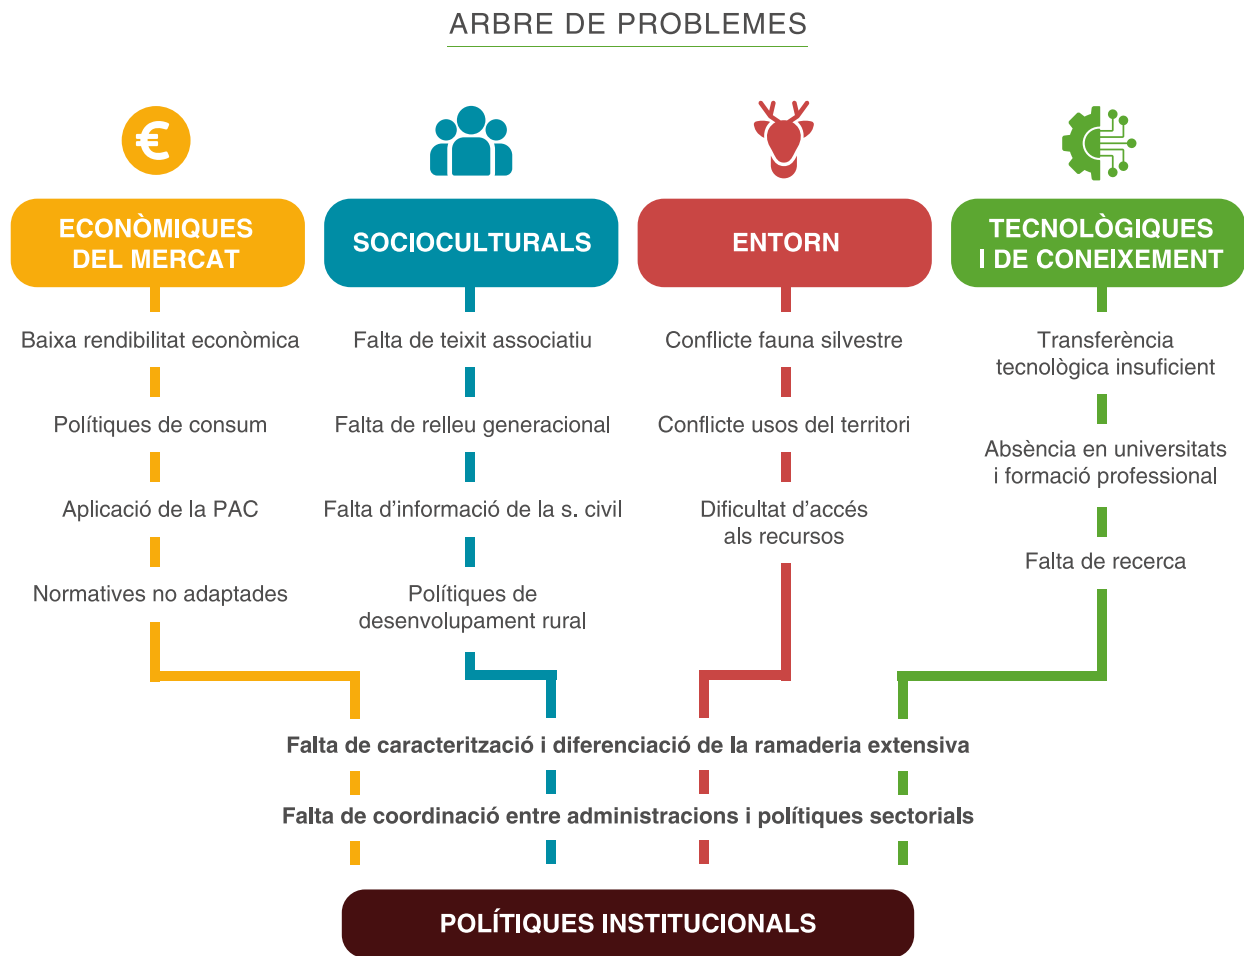 ARBRE DE PROBLEMES
ECONÒMIQUES
DEL MERCAT
Baixa rendibilitat econòmica
Polítiques de consum
Aplicació de la PAC
Normatives no adaptades
SOCIOCULTURALS
Falta de teixit associatiu
Falta de relleu generacional
Falta d'informació de la s. civil
Polítiques de
desenvolupament rural
ENTORN
Conflicte fauna silvestre
Conflicte usos del territori
Dificultat d'accés
als recursos
TECNOLÒGIQUES
I DE CONEIXEMENT
Transferència
tecnològica insuficient
Absència en universitats
i formació professional
Falta de recerca
Falta de caracterització i diferenciació de la ramaderia extensiva
Falta de coordinació entre administracions i polítiques sectorials
POLÍTIQUES INSTITUCIONALS